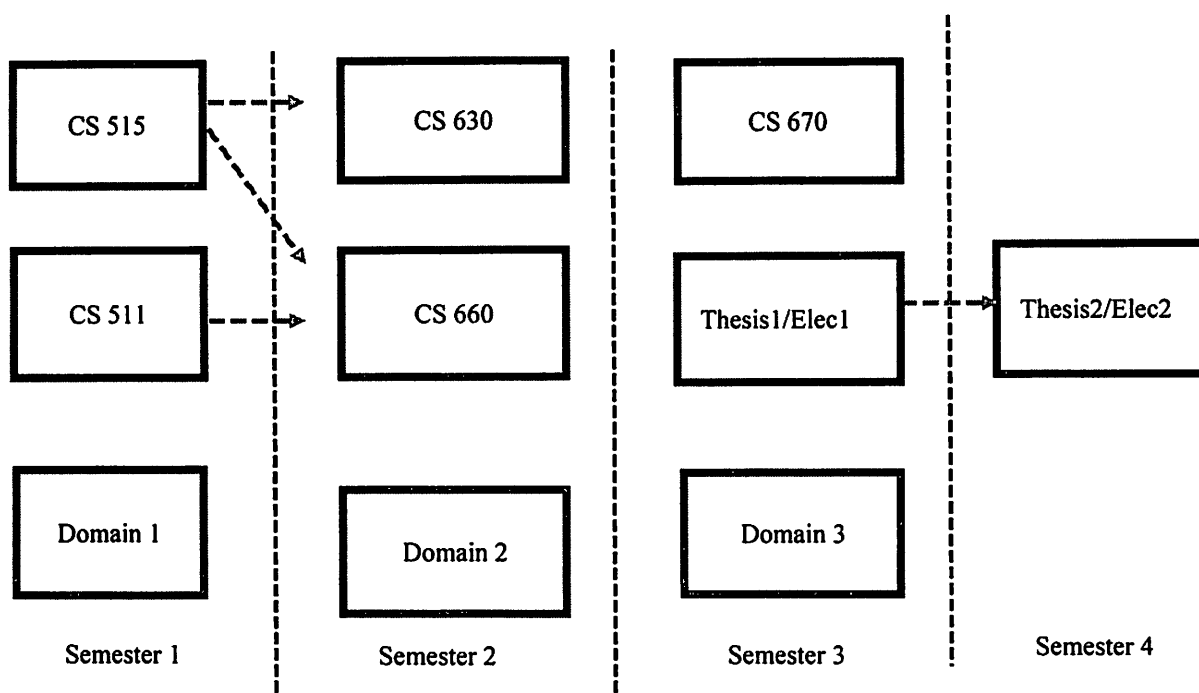 CS 515
CS 630
CS 670
CS 511
CS 660
Thesis1/Elec1
Thesis2/Elec2
Domain 1
Domain 2
Domain 3
Semester 1
Semester 2
Semester 3
Semester 4